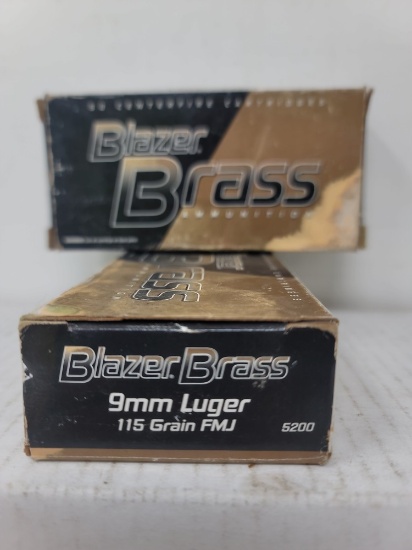 50 CENTERFIRE CARTRIDGES
Blazer
Brass
AMMUNITION
Blazer Brass
9mm Luger
115 Grain FMJ
5200